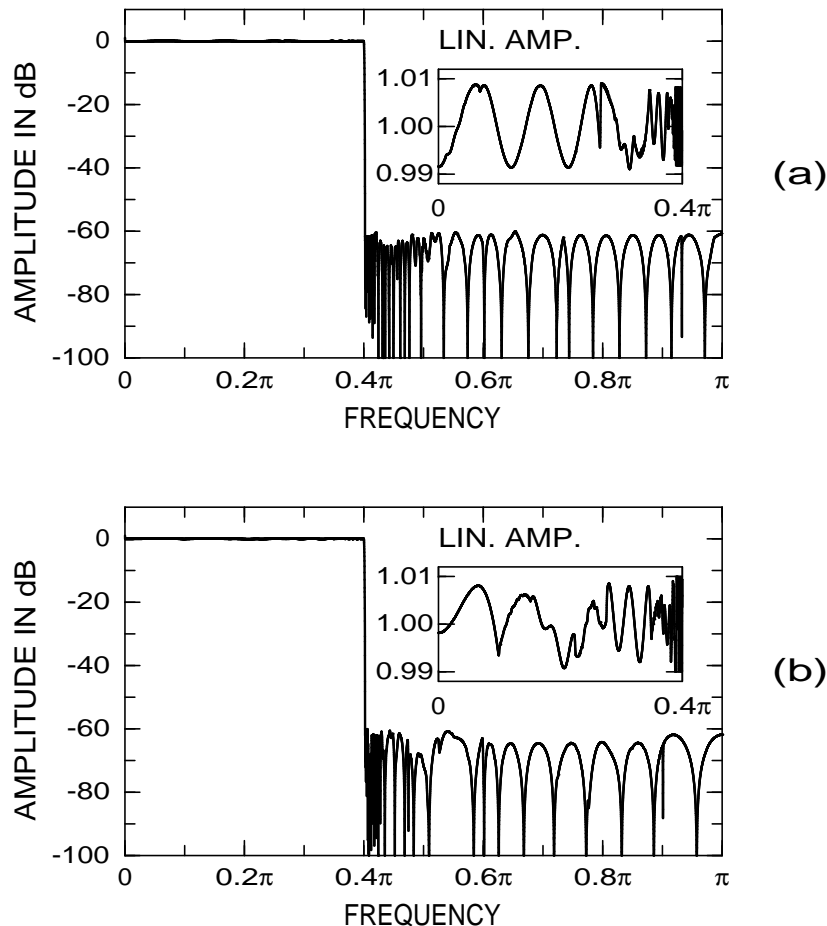 0
-20
-40
-60
-80
-100
AMPLITUDE IN dB
0
0.2π
0.4π
0.6π
0.8π
π
FREQUENCY
LIN. AMP.
1.01
1.00
0.99
0
0.4π
(a)
0
-20
-40
-60
-80
-100
AMPLITUDE IN dB
0
0.2π
0.4π
0.6π
0.8π
π
FREQUENCY
LIN. AMP.
1.01
1.00
0.99
0
0.4π
(b)